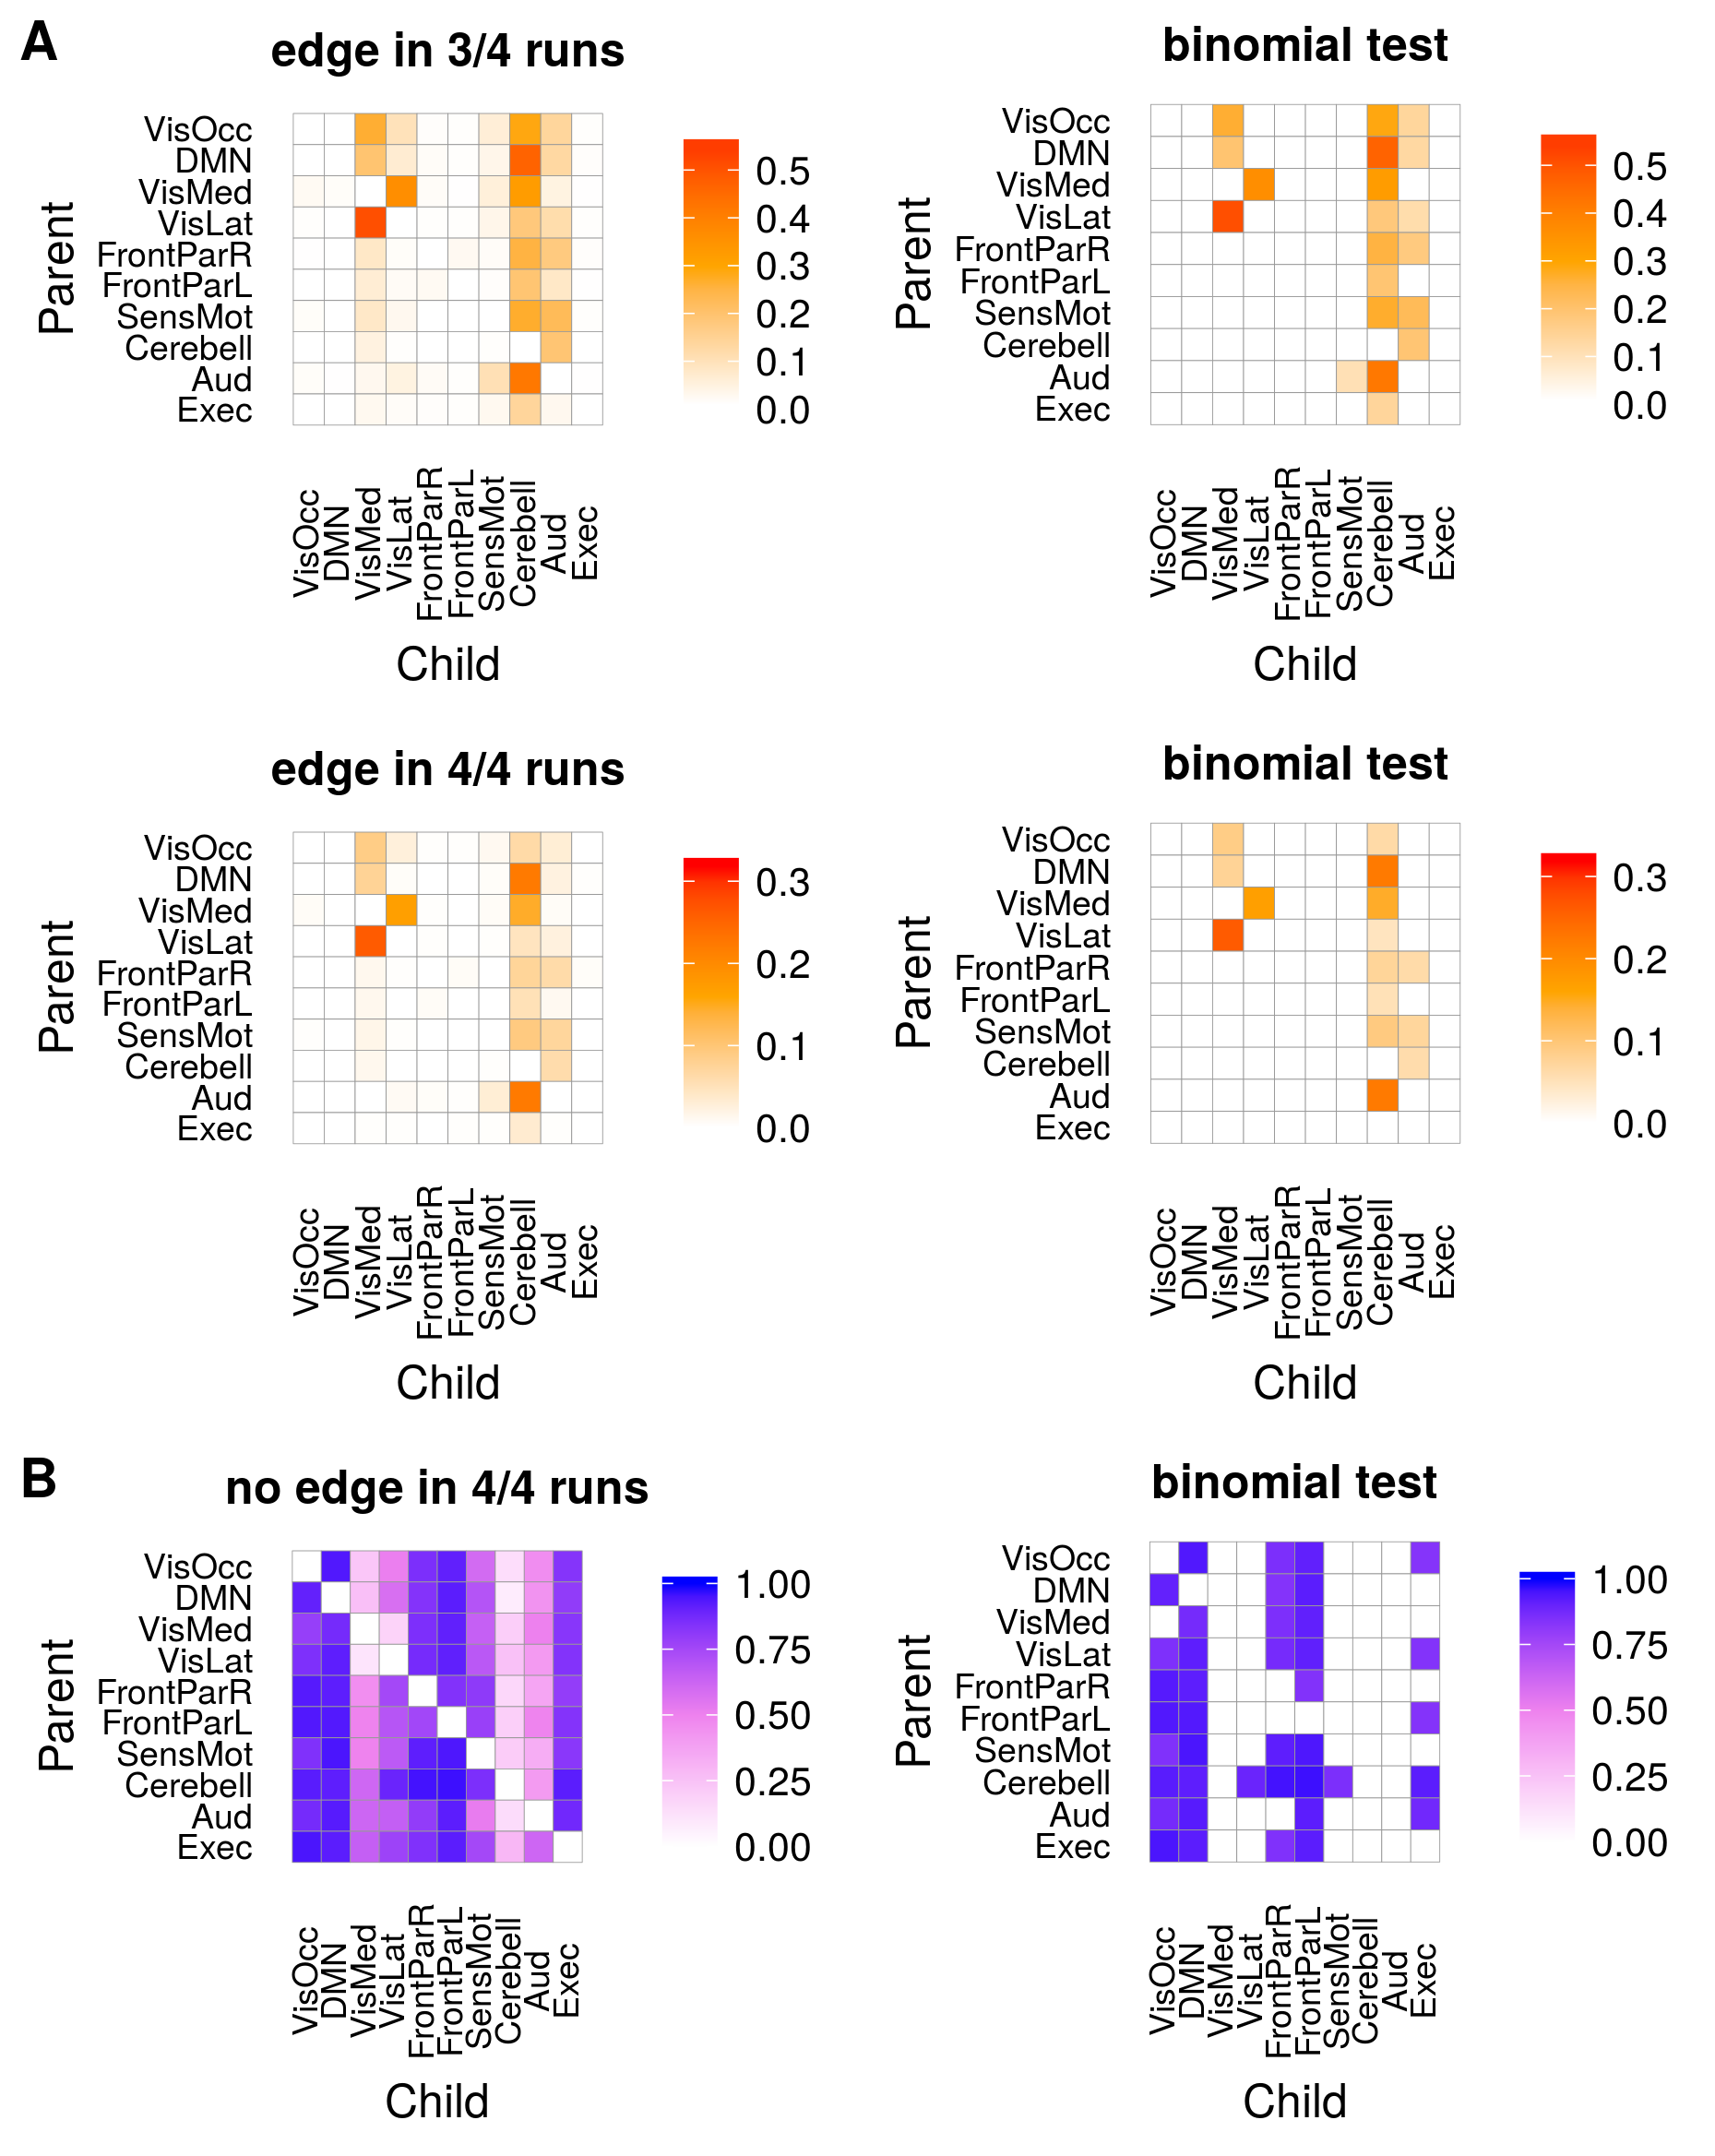 A
edge in 3/4 runs
binomial test
Parent
VisOcc
DMN
VisMed
VisLat
FrontParR
FrontParL
SensMot
Cerebell
Aud
Exec
0.5
0.4
0.3
0.2
0.1
0.0
VisOcc
DMN
VisMed
VisLat
FrontParR
FrontParL
SensMot
Cerebell
Aud
Exec
Child
Parent
VisOcc
DMN
VisMed
VisLat
FrontParR
FrontParL
SensMot
Cerebell
Aud
Exec
0.5
0.4
0.3
0.2
0.1
0.0
VisOcc
DMN
VisMed
VisLat
FrontParR
FrontParL
SensMot
Cerebell
Aud
Exec
Child
edge in 4/4 runs
binomial test
Parent
VisOcc
DMN
VisMed
VisLat
FrontParR
FrontParL
SensMot
Cerebell
Aud
Exec
0.3
0.2
0.1
0.0
VisOcc
DMN
VisMed
VisLat
FrontParR
FrontParL
SensMot
Cerebell
Aud
Exec
Child
Parent
VisOcc
DMN
VisMed
VisLat
FrontParR
FrontParL
SensMot
Cerebell
Aud
Exec
0.3
0.2
0.1
0.0
VisOcc
DMN
VisMed
VisLat
FrontParR
FrontParL
SensMot
Cerebell
Aud
Exec
Child
B
no edge in 4/4 runs
binomial test
Parent
VisOcc
DMN
VisMed
VisLat
FrontParR
FrontParL
SensMot
Cerebell
Aud
Exec
1.00
0.75
0.50
0.25
0.00
VisOcc
DMN
VisMed
VisLat
FrontParR
FrontParL
SensMot
Cerebell
Aud
Exec
Child
Parent
VisOcc
DMN
VisMed
VisLat
FrontParR
FrontParL
SensMot
Cerebell
Aud
Exec
1.00
0.75
0.50
0.25
0.00
VisOcc
DMN
VisMed
VisLat
FrontParR
FrontParL
SensMot
Cerebell
Aud
Exec
Child